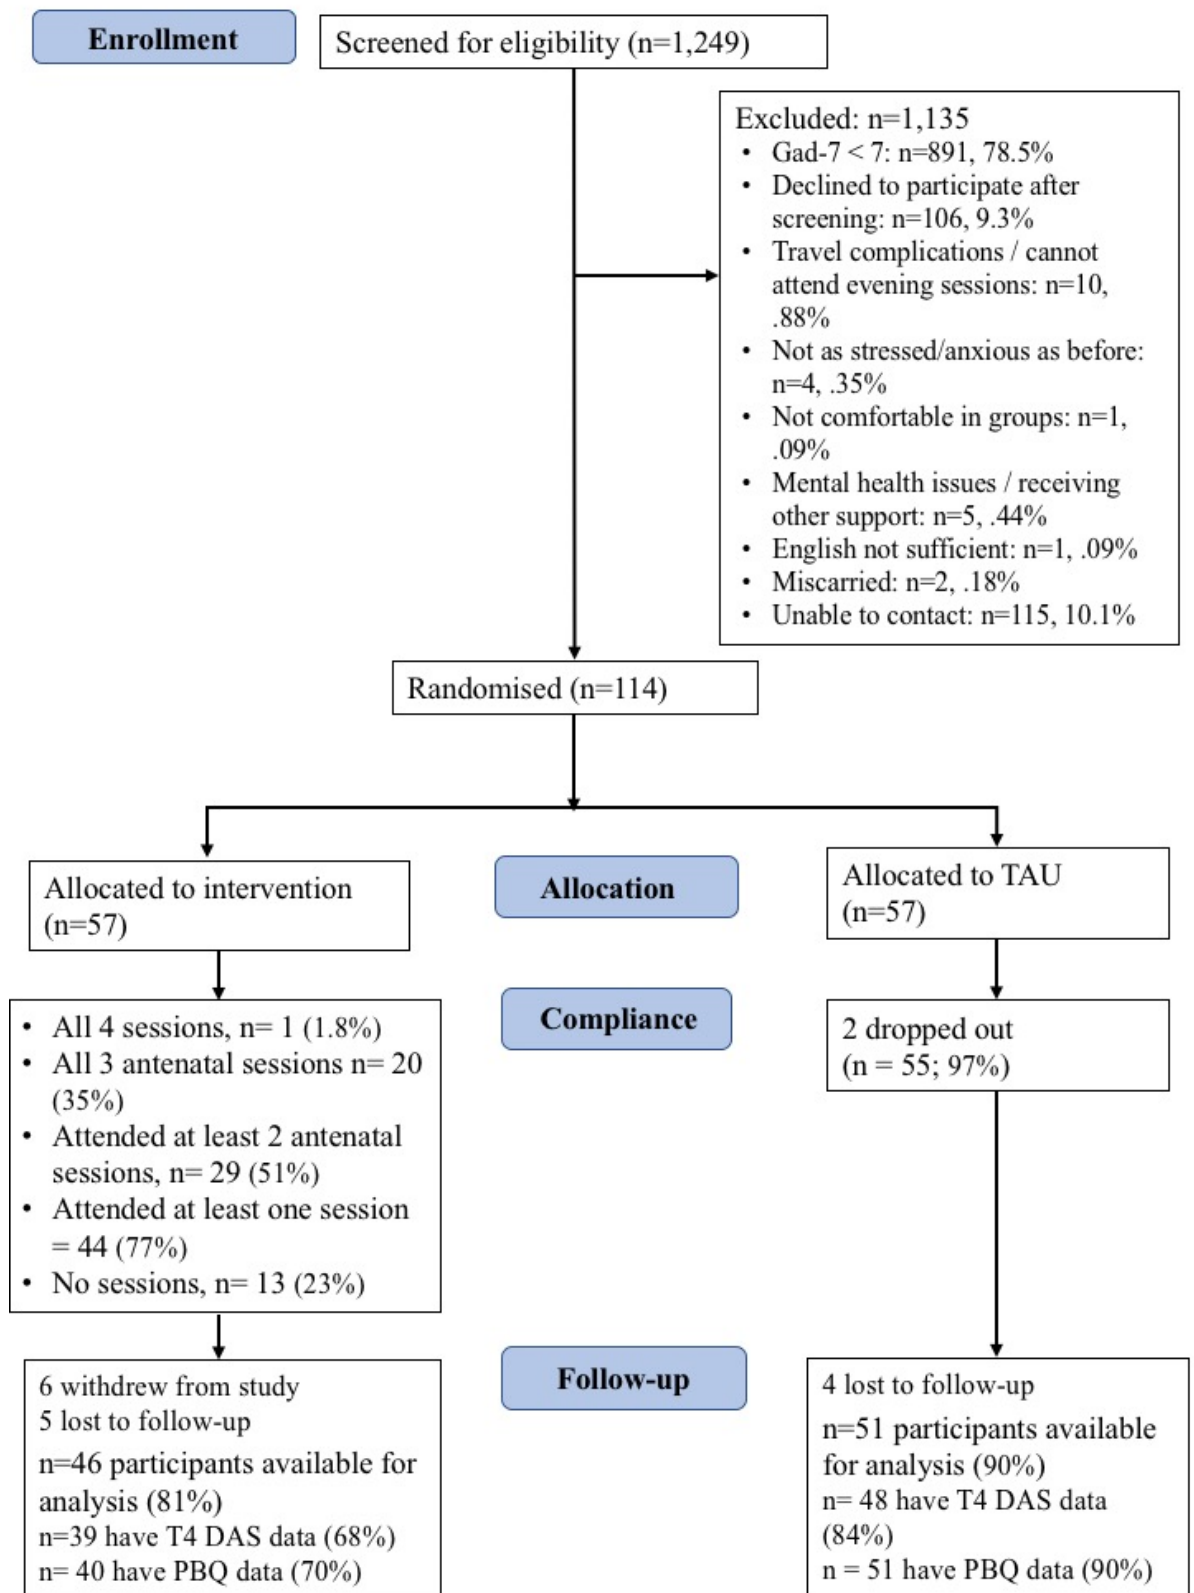 Enrollment
Screened for eligibility (n=1,249)
Excluded: n=1,135
• Gad-7 < 7: n=891, 78.5%
• Declined to participate after
screening: n=106, 9.3%
• Travel complications / cannot
attend evening sessions: n=10,
.88%
• Not as stressed/anxious as before:
n=4, .35%
• Not comfortable in groups: n=1,
.09%
• Mental health issues / receiving
other support: n=5, .44%
• English not sufficient: n=1, .09%
• Miscarried: n=2, .18%
• Unable to contact: n=115, 10.1%
Randomised (n=114)
Allocated to intervention
(n=57)
Allocation
Allocated to TAU
(n=57)
• All 4 sessions, n= 1 (1.8%)
• All 3 antenatal sessions n= 20
(35%)
• Attended at least 2 antenatal
sessions, n= 29 (51%)
• Attended at least one session
= 44 (77%)
• No sessions, n= 13 (23%)
Compliance
2 dropped out
(n = 55; 97%)
6 withdrew from study
5 lost to follow-up
n=46 participants available for
analysis (81%)
n=39 have T4 DAS data (68%)
n= 40 have PBQ data (70%)
Follow-up
4 lost to follow-up
n=51 participants available
for analysis (90%)
n= 48 have T4 DAS data
(84%)
n = 51 have PBQ data (90%)